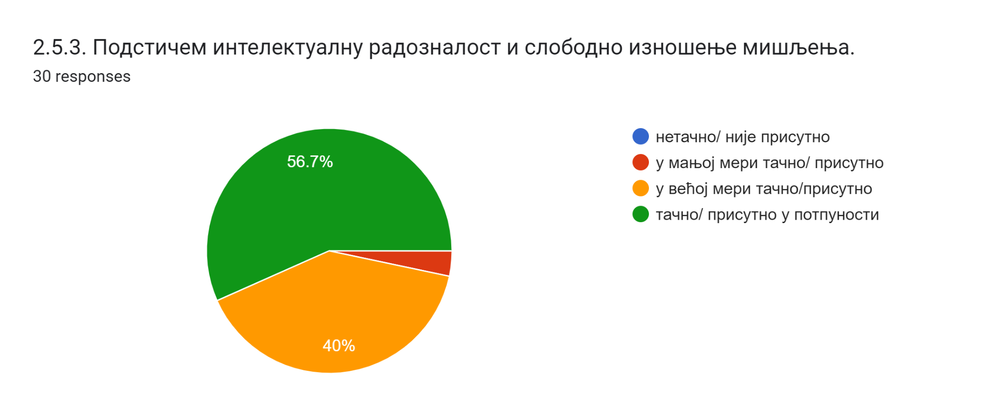 2.5.3. Подстичем интелектуалну радозналост и слободно изношење мишљења.
30 responses
56.7%
40%
нетачно/ није присутно
у мањој мери тачно/ присутно
у већој мери тачно/присутно
тачно/ присутно у потпуности